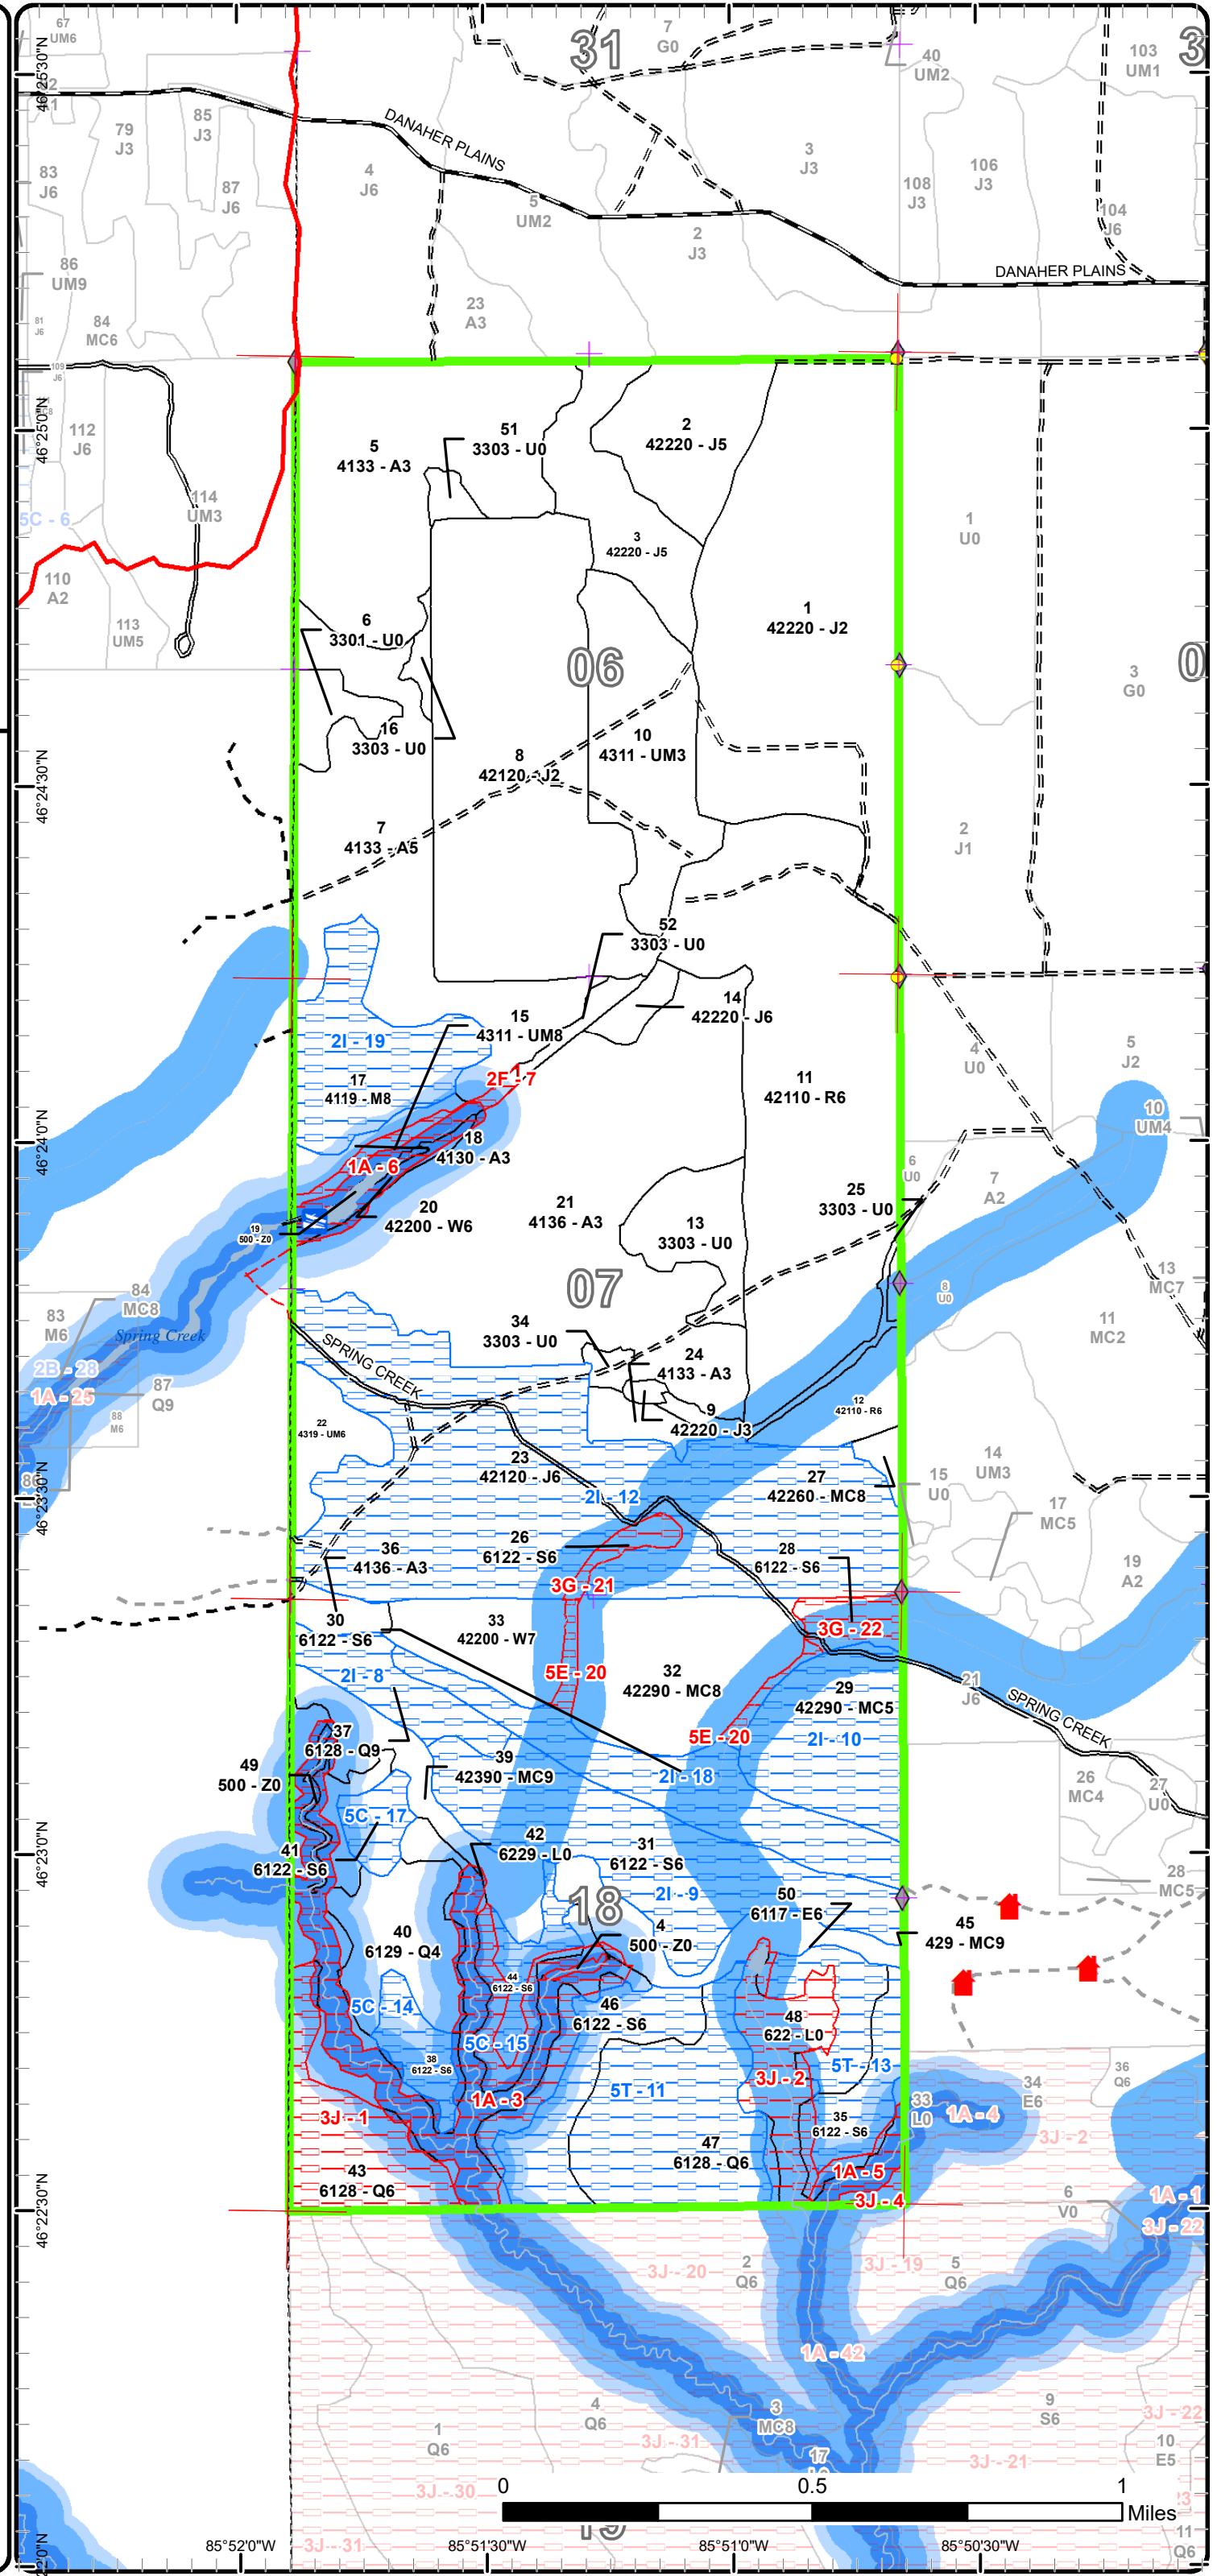 67
UM6
31
7
G0
3
40
UM2
103
UM1
46°25'30"N
79
J3
85
J3
DANAHER PLAINS
4
J6
3
J3
106
J3
83
J6
87
J6
5
UM2
108
J3
104
J6
2
J3
86
UM9
DANAHER PLAINS
23
A3
81
J6
84
MC6
109
J6
46°25'0"N
112
J6
5
4133 - A3
51
3303 - U0
2
42220 - J5
114
UM3
5C - 6
1
U0
3
42220 - J5
110
A2
113
UM5
6
3301 - U0
1
42220 - J2
06
0
3
G0
16
3303 - U0
10
4311 - UM3
8
42120 - J2
46°24'30"N
7
4133 - A5
2
J1
52
3303 - U0
14
42220 - J6
15
4311 - UM8
2I - 19
4
U0
5
J2
17
4119 - M8
2F - 7
11
42110 - R6
10
UM4
46°24'0"N
18
4130 - A3
1A - 6
6
U0
7
A2
25
3303 - U0
20
42200 - W6
21
4136 - A3
13
3303 - U0
19
500 - Z0
13
MC7
07
8
U0
84
MC8
83
M6
Spring Creek
11
MC2
34
3303 - U0
SPRING CREEK
24
4133 - A3
2B - 28
1A - 25
87
Q9
88
M6
9
42220 - J3
12
42110 - R6
22
4319 - UM6
23
42120 - J6
14
UM3
15
U0
27
42260 - MC8
2I - 12
46°23'30"N
17
MC5
26
6122 - S6
28
6122 - S6
36
4136 - A3
19
A2
3G - 21
30
6122 - S6
33
42200 - W7
3G - 22
2I - 8
5E - 20
32
42290 - MC8
29
42290 - MC5
21
J6
SPRING CREEK
37
6128 - Q9
5E - 20
2I - 10
49
500 - Z0
39
42390 - MC9
2I - 18
26
MC4
27
U0
5C - 17
42
6229 - L0
31
6122 - S6
46°23'0"N
41
6122 - S6
28
MC5
2I - 9
50
6117 - E6
18
4
500 - Z0
45
429 - MC9
40
6129 - Q4
44
6122 - S6
5C - 14
46
6122 - S6
48
622 - L0
5C - 15
38
6122 - S6
5T - 13
36
Q6
3J - 2
34
E6
5T - 11
1A - 3
33
L0
1A - 4
3J - 1
35
6122 - S6
3J - 2
47
6128 - Q6
43
6128 - Q6
1A - 5
3J - 4
46°22'30"N
6
V0
1A - 1
3J - 22
3J - 20
2
Q6
3J - 19
5
Q6
1A - 42
4
Q6
3
MC8
9
S6
3J - 22
1
Q6
3J - 31
10
E5
17
3J - 21
3J - 30
0
0.5
1
Miles
19
11
Q6
3J - 31
85°52'0"W
85°51'30"W
85°51'0"W
85°50'30"W